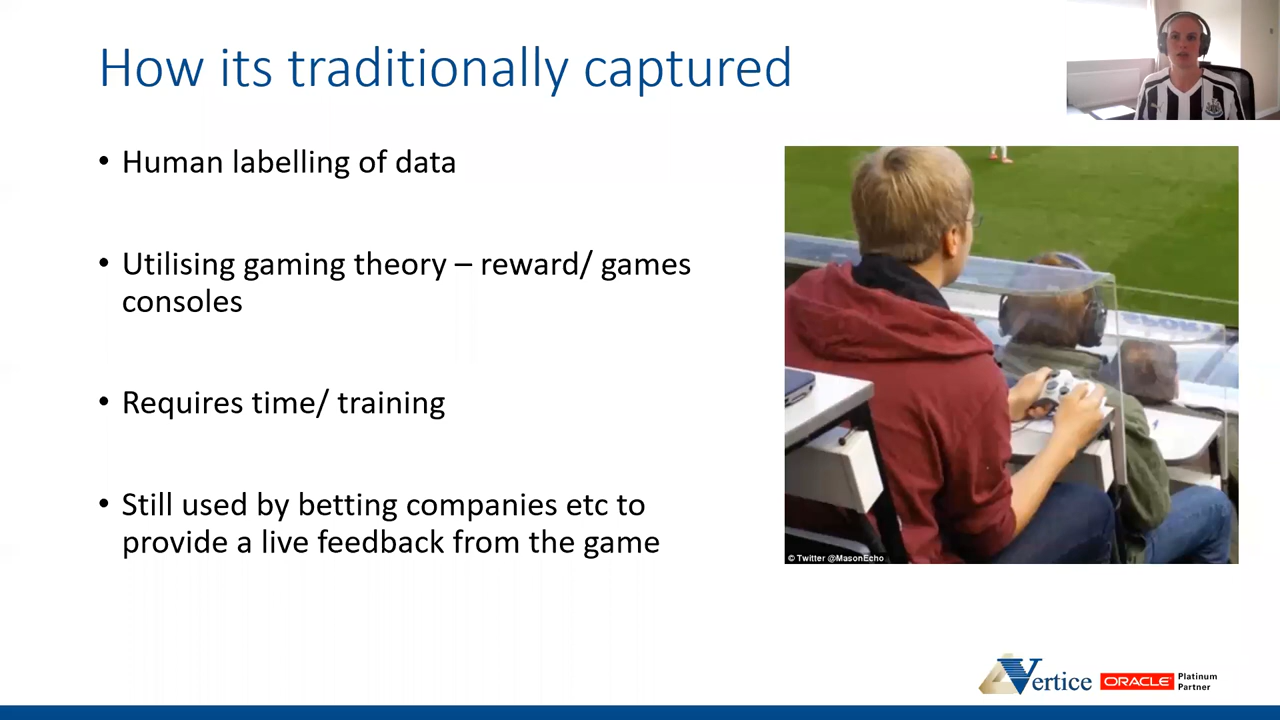 How its traditionally captured
• Human labelling of data
• Utilising gaming theory – reward/ games
consoles
• Requires time/ training
• Still used by betting companies etc to
provide a live feedback from the game
© Twitter @MasonEcho
Vertice ORACLE Platinum
Partner